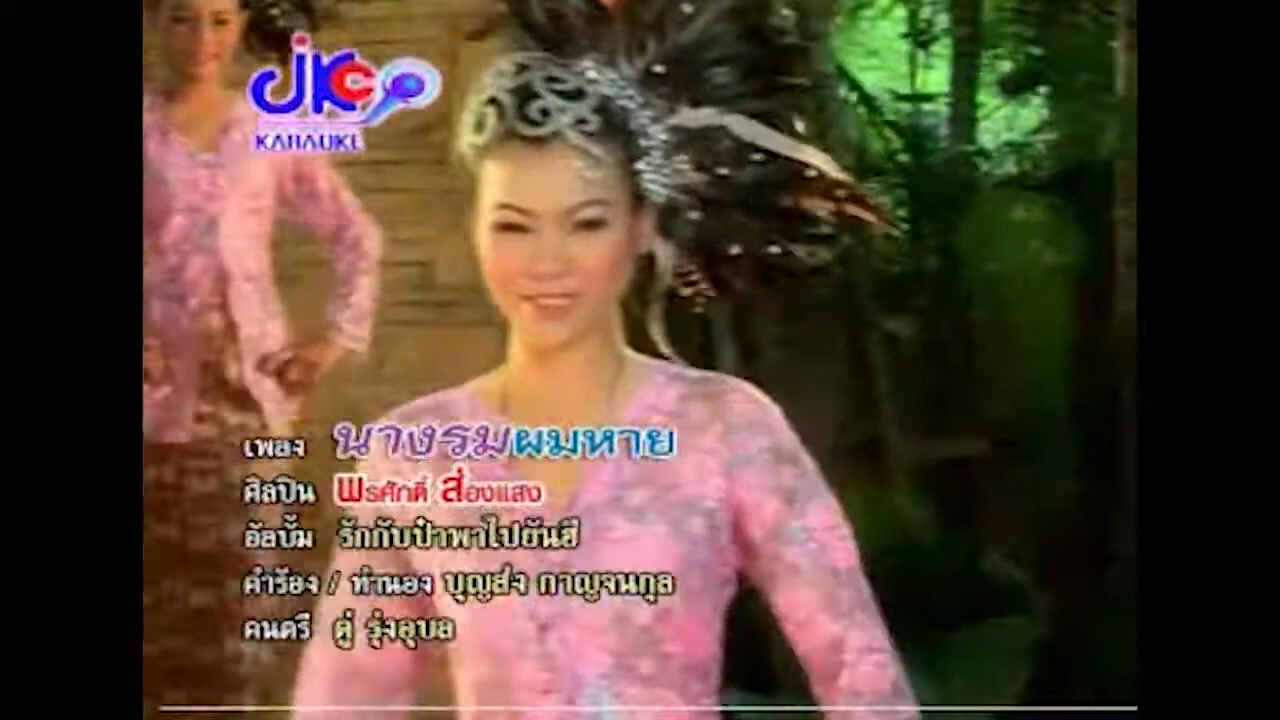 JKC
KARAOKE
เพลง นางรมผมหาย
ศิลปิน พรศักดิ์ ส่องแสง
อัลบั้ม รักกับป๋าพาไปยันฮี
คำร้อง / ทำนอง บุญส่ง กาญจนกุล
ดนตรี ตู่ รุ่งอุบล